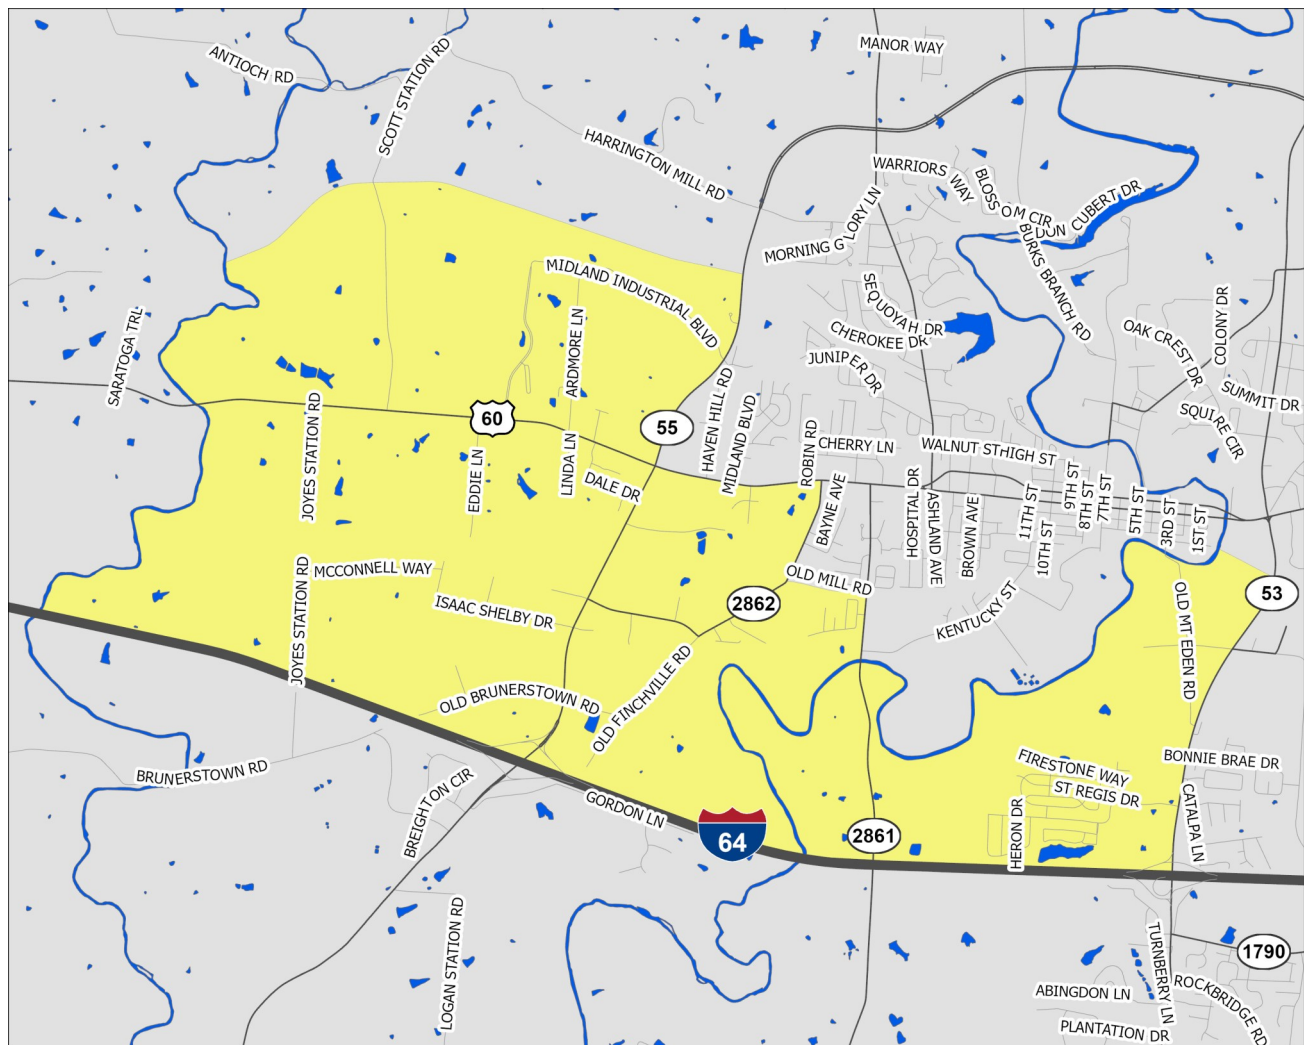 MANOR WAY
ANTIOCH RD
SCOTT STATION RD
HARRINGTON MILL RD
WARRIORS WAY
BLOSSOM CIR
DON CUBERT DR
MORNING GLORY LN
BURKS BRANCH RD
MIDLAND INDUSTRIAL BLVD
SEQUOYAH DR
CHEROKEE DR
JUNIPER DR
OAK CREST DR
COLONY DR
SUMMIT DR
SQUIRE CIR
SARATOGA TRL
ARDMORE LN
60
55
HAVEN HILL RD
MIDLAND BLVD
ROBIN RD
CHERRY LN
WALNUT ST
HIGH ST
JOYES STATION RD
EDDIE LN
LINDA LN
DALE DR
BAYNE AVE
HOSPITAL DR
ASHLAND AVE
BROWN AVE
11TH ST
10TH ST
9TH ST
8TH ST
7TH ST
5TH ST
3RD ST
1ST ST
MCCONNELL WAY
OLD MILL RD
2862
53
ISAAC SHELBY DR
KENTUCKY ST
OLD MT EDEN RD
JOYES STATION RD
OLD BRUNERSTOWN RD
OLD FINCHVILLE RD
BRUNERSTOWN RD
BREIGHTON CIR
GORDON LN
64
2861
FIRESTONE WAY
ST REGIS DR
HERON DR
BONNIE BRAE DR
CATALPA LN
LOGAN STATION RD
TURNBERRY LN
1790
ABINGDON LN
ROCKBRIDGE RD
PLANTATION DR